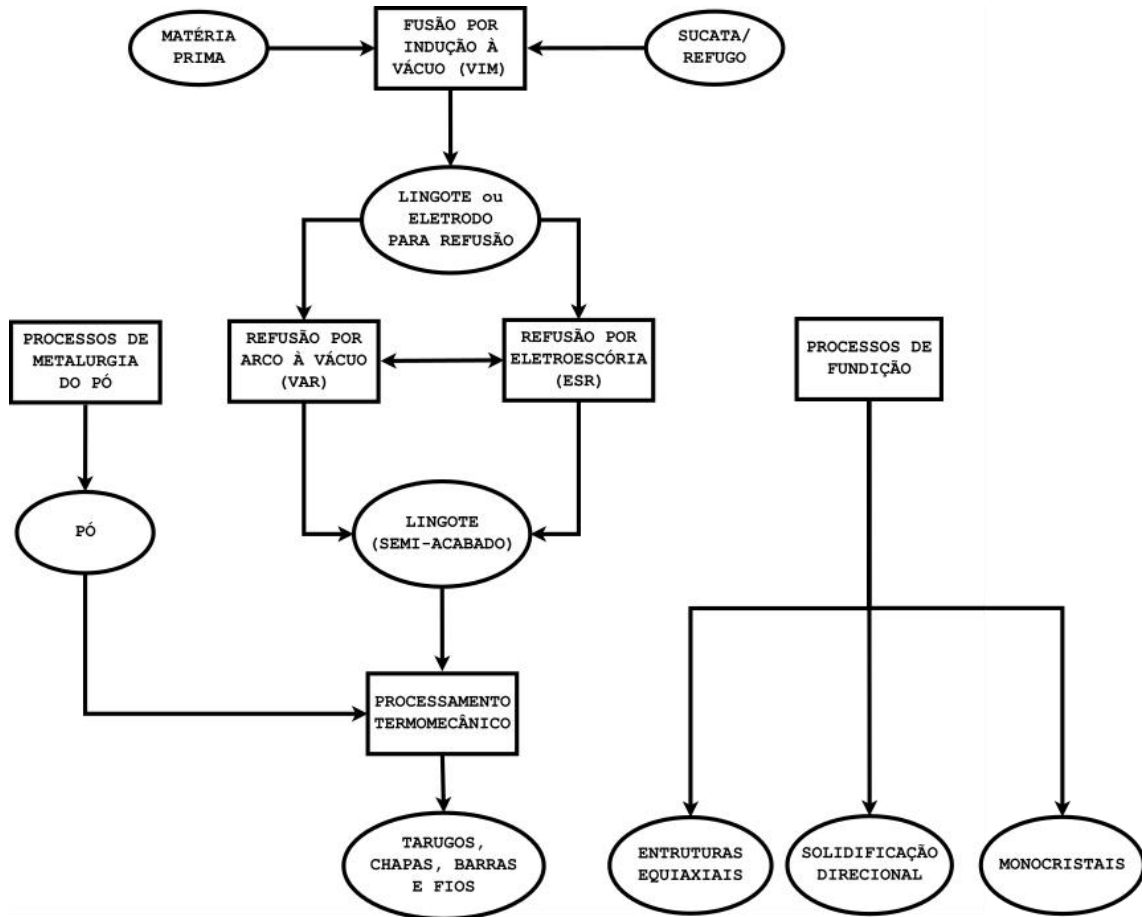 MATÉRIA
PRIMA
FUSÃO POR
INDUÇÃO À
VÁCUO (VIM)
SUCATA/
REFUGO
LINGOTE ou
ELETRODO
PARA REFUSÃO
PROCESSOS DE
METALURGIA
DO PÓ
REFUSÃO POR
ARCO À VÁCUO
(VAR)
REFUSÃO POR
ELETROESCÓRIA
(ESR)
PROCESSOS DE
FUNDIÇÃO
PÓ
LINGOTE
(SEMI-ACABADO)
PROCESSAMENTO
TERMOMECÂNICO
TARUGOS,
CHAPAS, BARRAS
E FIOS
ENTRUTURAS
EQUIAXIAIS
SOLIDIFICAÇÃO
DIRECIONAL
MONOCRISTAIS